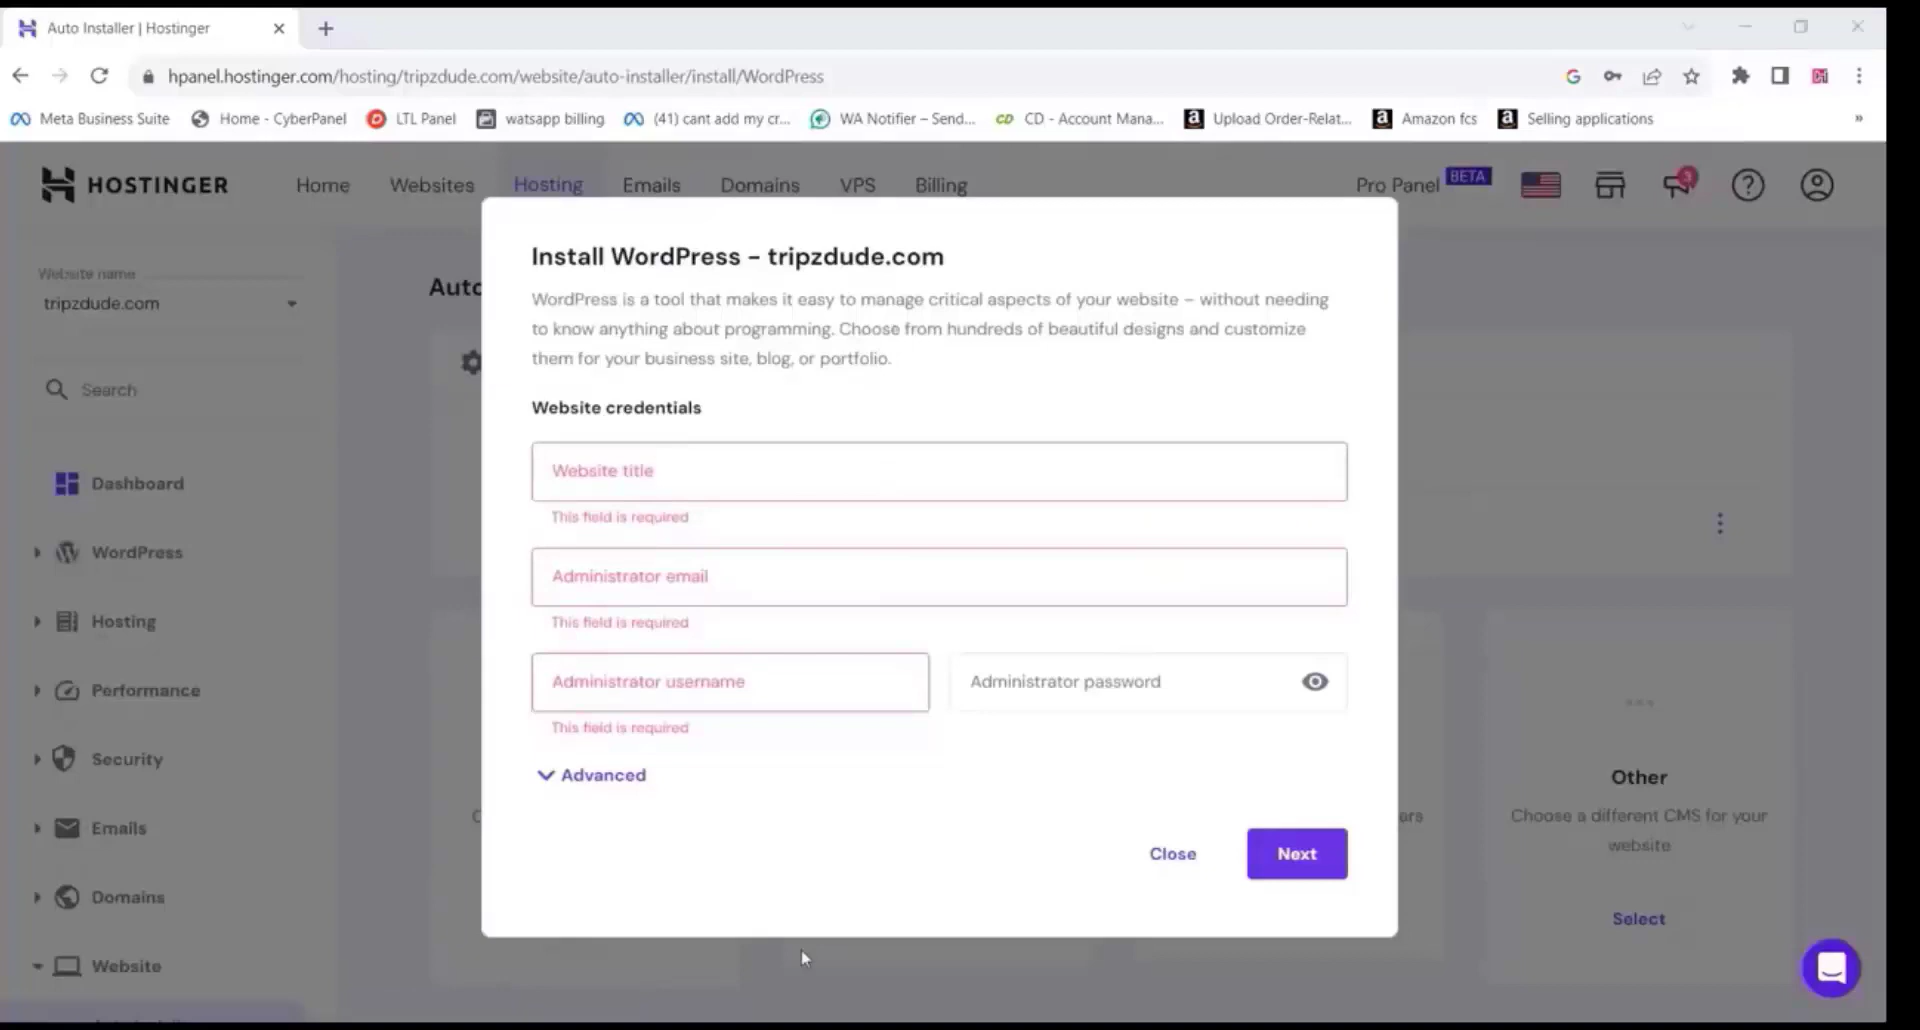 Auto Installer | Hostinger
hpanel.hostinger.com/hosting/tripzdude.com/website/auto-installer/install/WordPress
Meta Business Suite
Home - CyberPanel
LTL Panel
watsapp billing
(41) cant add my cr...
WA Notifier – Send...
CD - Account Mana...
Upload Order-Relat...
Amazon fcs
Selling applications
»
HOSTINGER
Home
Websites
Hosting
Emails
Domains
VPS
Billing
Pro Panel
BETA
3
Website name
tripzdude.com
Search
Dashboard
WordPress
Hosting
Performance
Security
Emails
Domains
Website
Auto
Install WordPress – tripzdude.com
WordPress is a tool that makes it easy to manage critical aspects of your website – without needing
to know anything about programming. Choose from hundreds of beautiful designs and customize
them for your business site, blog, or portfolio.
Website credentials
Website title
This field is required
Administrator email
This field is required
Administrator username
Administrator password
This field is required
Advanced
Close
Next
ars
Other
Choose a different CMS for your
website
Select